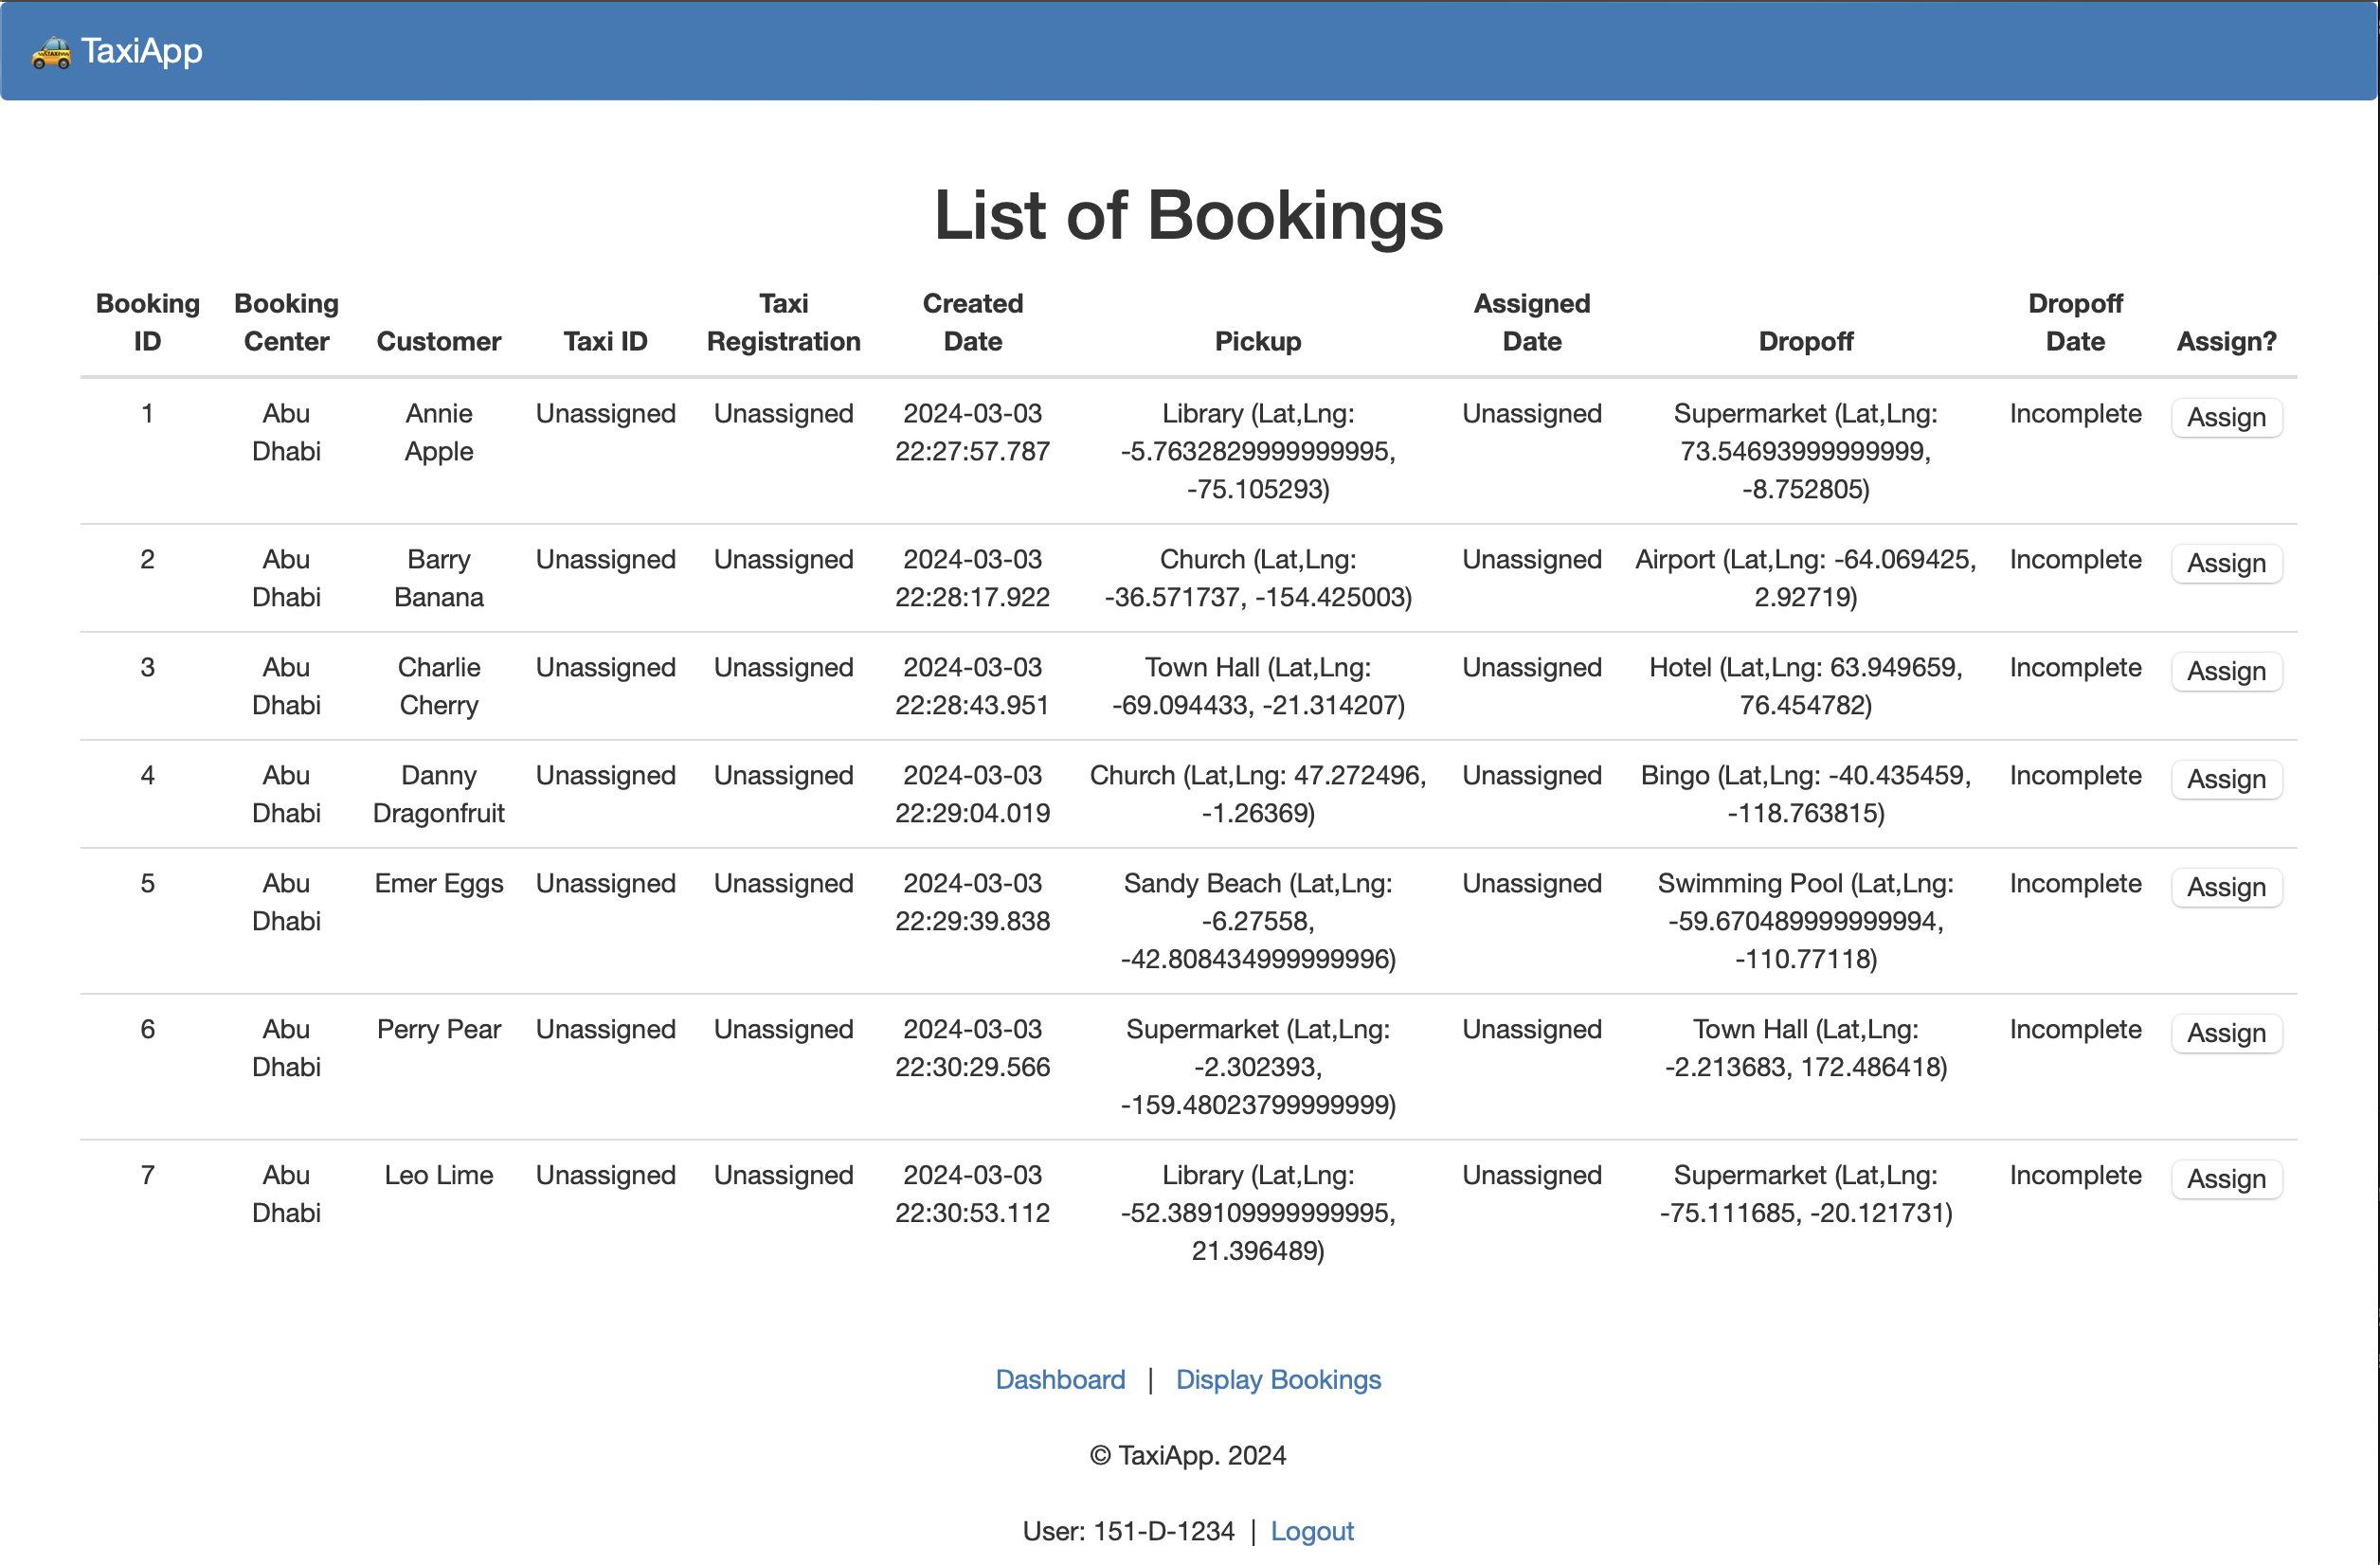 TaxiApp
List of Bookings
Booking ID Booking Center Customer Taxi ID Taxi Registration Created Date Pickup Assigned Date Dropoff Dropoff Date Assign?
1 Abu Dhabi Annie Apple Unassigned Unassigned 2024-03-03 22:27:57.787 Library (Lat,Lng: -5.7632829999999995, -75.105293) Unassigned Supermarket (Lat,Lng: 73.54693999999999, -8.752805) Incomplete Assign
2 Abu Dhabi Barry Banana Unassigned Unassigned 2024-03-03 22:28:17.922 Church (Lat,Lng: -36.571737, -154.425003) Unassigned Airport (Lat,Lng: -64.069425, 2.92719) Incomplete Assign
3 Abu Dhabi Charlie Cherry Unassigned Unassigned 2024-03-03 22:28:43.951 Town Hall (Lat,Lng: -69.094433, -21.314207) Unassigned Hotel (Lat,Lng: 63.949659, 76.454782) Incomplete Assign
4 Abu Dhabi Danny Dragonfruit Unassigned Unassigned 2024-03-03 22:29:04.019 Church (Lat,Lng: 47.272496, -1.26369) Unassigned Bingo (Lat,Lng: -40.435459, -118.763815) Incomplete Assign
5 Abu Dhabi Emer Eggs Unassigned Unassigned 2024-03-03 22:29:39.838 Sandy Beach (Lat,Lng: -6.27558, -42.808434999999996) Unassigned Swimming Pool (Lat,Lng: -59.670489999999994, -110.77118) Incomplete Assign
6 Abu Dhabi Perry Pear Unassigned Unassigned 2024-03-03 22:30:29.566 Supermarket (Lat,Lng: -2.302393, -159.48023799999999) Unassigned Town Hall (Lat,Lng: -2.213683, 172.486418) Incomplete Assign
7 Abu Dhabi Leo Lime Unassigned Unassigned 2024-03-03 22:30:53.112 Library (Lat,Lng: -52.389109999999995, 21.396489) Unassigned Supermarket (Lat,Lng: -75.111685, -20.121731) Incomplete Assign
Dashboard | Display Bookings
© TaxiApp. 2024
User: 151-D-1234 | Logout